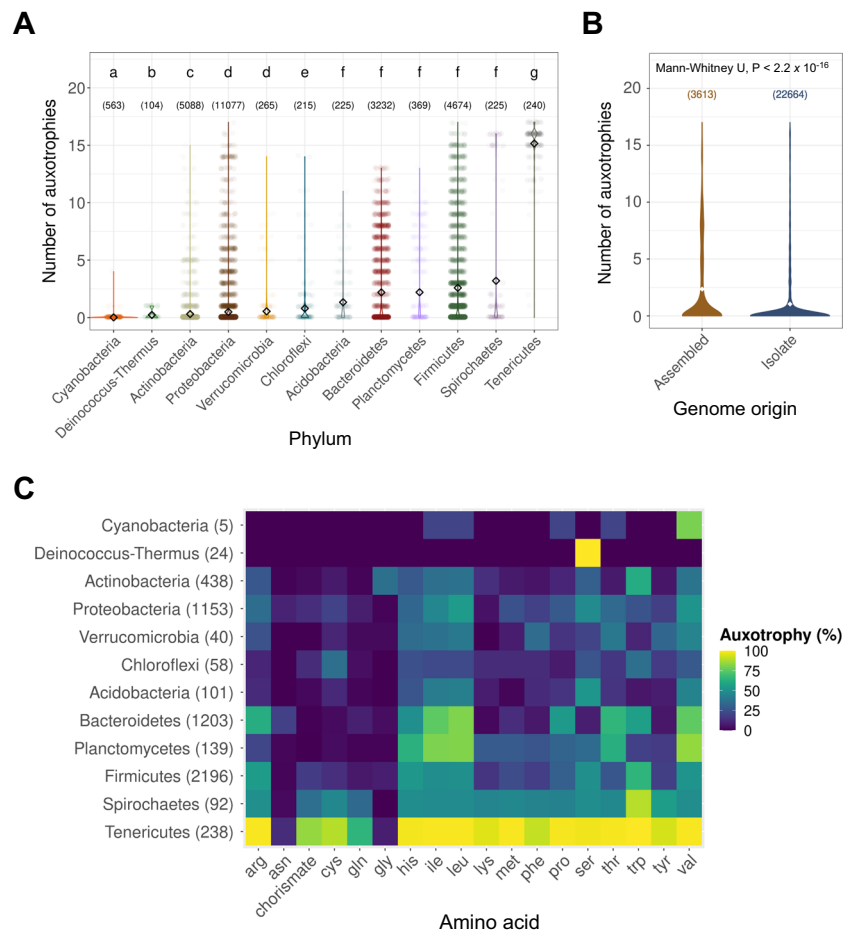 A
a b c d d e f f f f f g
(563) (104) (5088) (11077) (265) (215) (225) (3232) (369) (4674) (225) (240)
20
15
10
5
0
Number of auxotrophies
Cyanobacteria
Deinococcus-Thermus
Actinobacteria
Proteobacteria
Verrucomicrobia
Chloroflexi
Acidobacteria
Bacteroidetes
Planctomycetes
Firmicutes
Spirochaetes
Tenericutes
Phylum
B
Mann-Whitney U, P < 2.2 x 10-16
(3613) (22664)
20
15
10
5
0
Number of auxotrophies
Assembled
Isolate
Genome origin
C
Cyanobacteria (5)
Deinococcus-Thermus (24)
Actinobacteria (438)
Proteobacteria (1153)
Verrucomicrobia (40)
Chloroflexi (58)
Acidobacteria (101)
Bacteroidetes (1203)
Planctomycetes (139)
Firmicutes (2196)
Spirochaetes (92)
Tenericutes (238)
arg
asn
chorismate
cys
gln
gly
his
ile
leu
lys
met
phe
pro
ser
thr
trp
tyr
val
Amino acid
Auxotrophy (%)
100
75
50
25
0